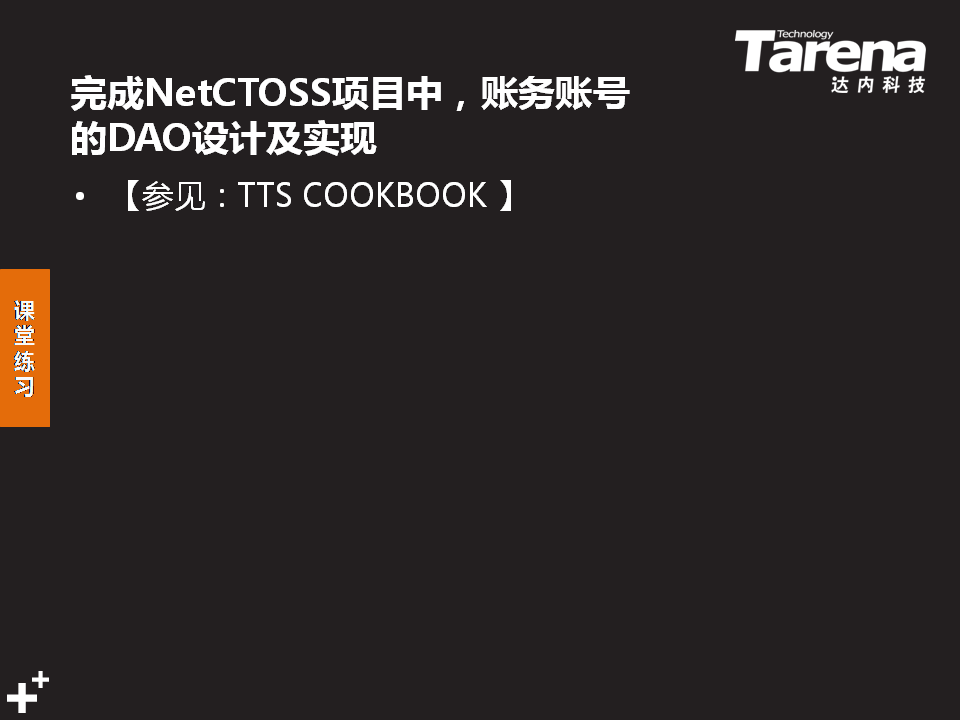 Technology
Tarena
达内科技
完成NetCTOSS项目中，账务账号
的DAO设计及实现
• 【参见：TTS COOKBOOK 】
课
堂
练
习